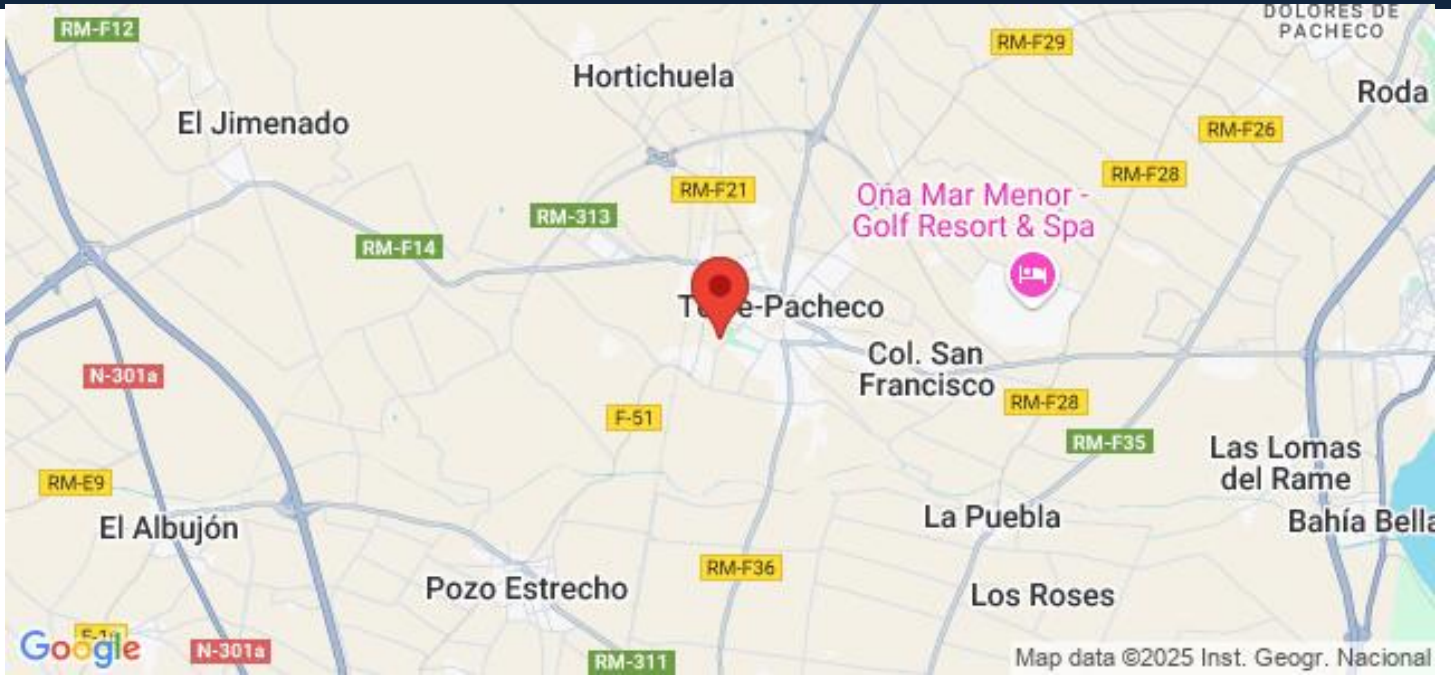 DOLORES DE
PACHECO
RM-F12
RM-F29
Hortichuela
Roda
El Jimenado
RM-F26
RM-F28
RM-F21
Oña Mar Menor -
Golf Resort & Spa
RM-313
RM-F14
e-Pacheco
Col. San
Francisco
N-301a
RM-F28
F-51
RM-F35
Las Lomas
del Rame
RM-E9
La Puebla
El Albujón
Bahía Bella
RM-F36
Pozo Estrecho
Los Roses
Google
N-301a
RM-311
Map data ©2025 Inst. Geogr. Nacional